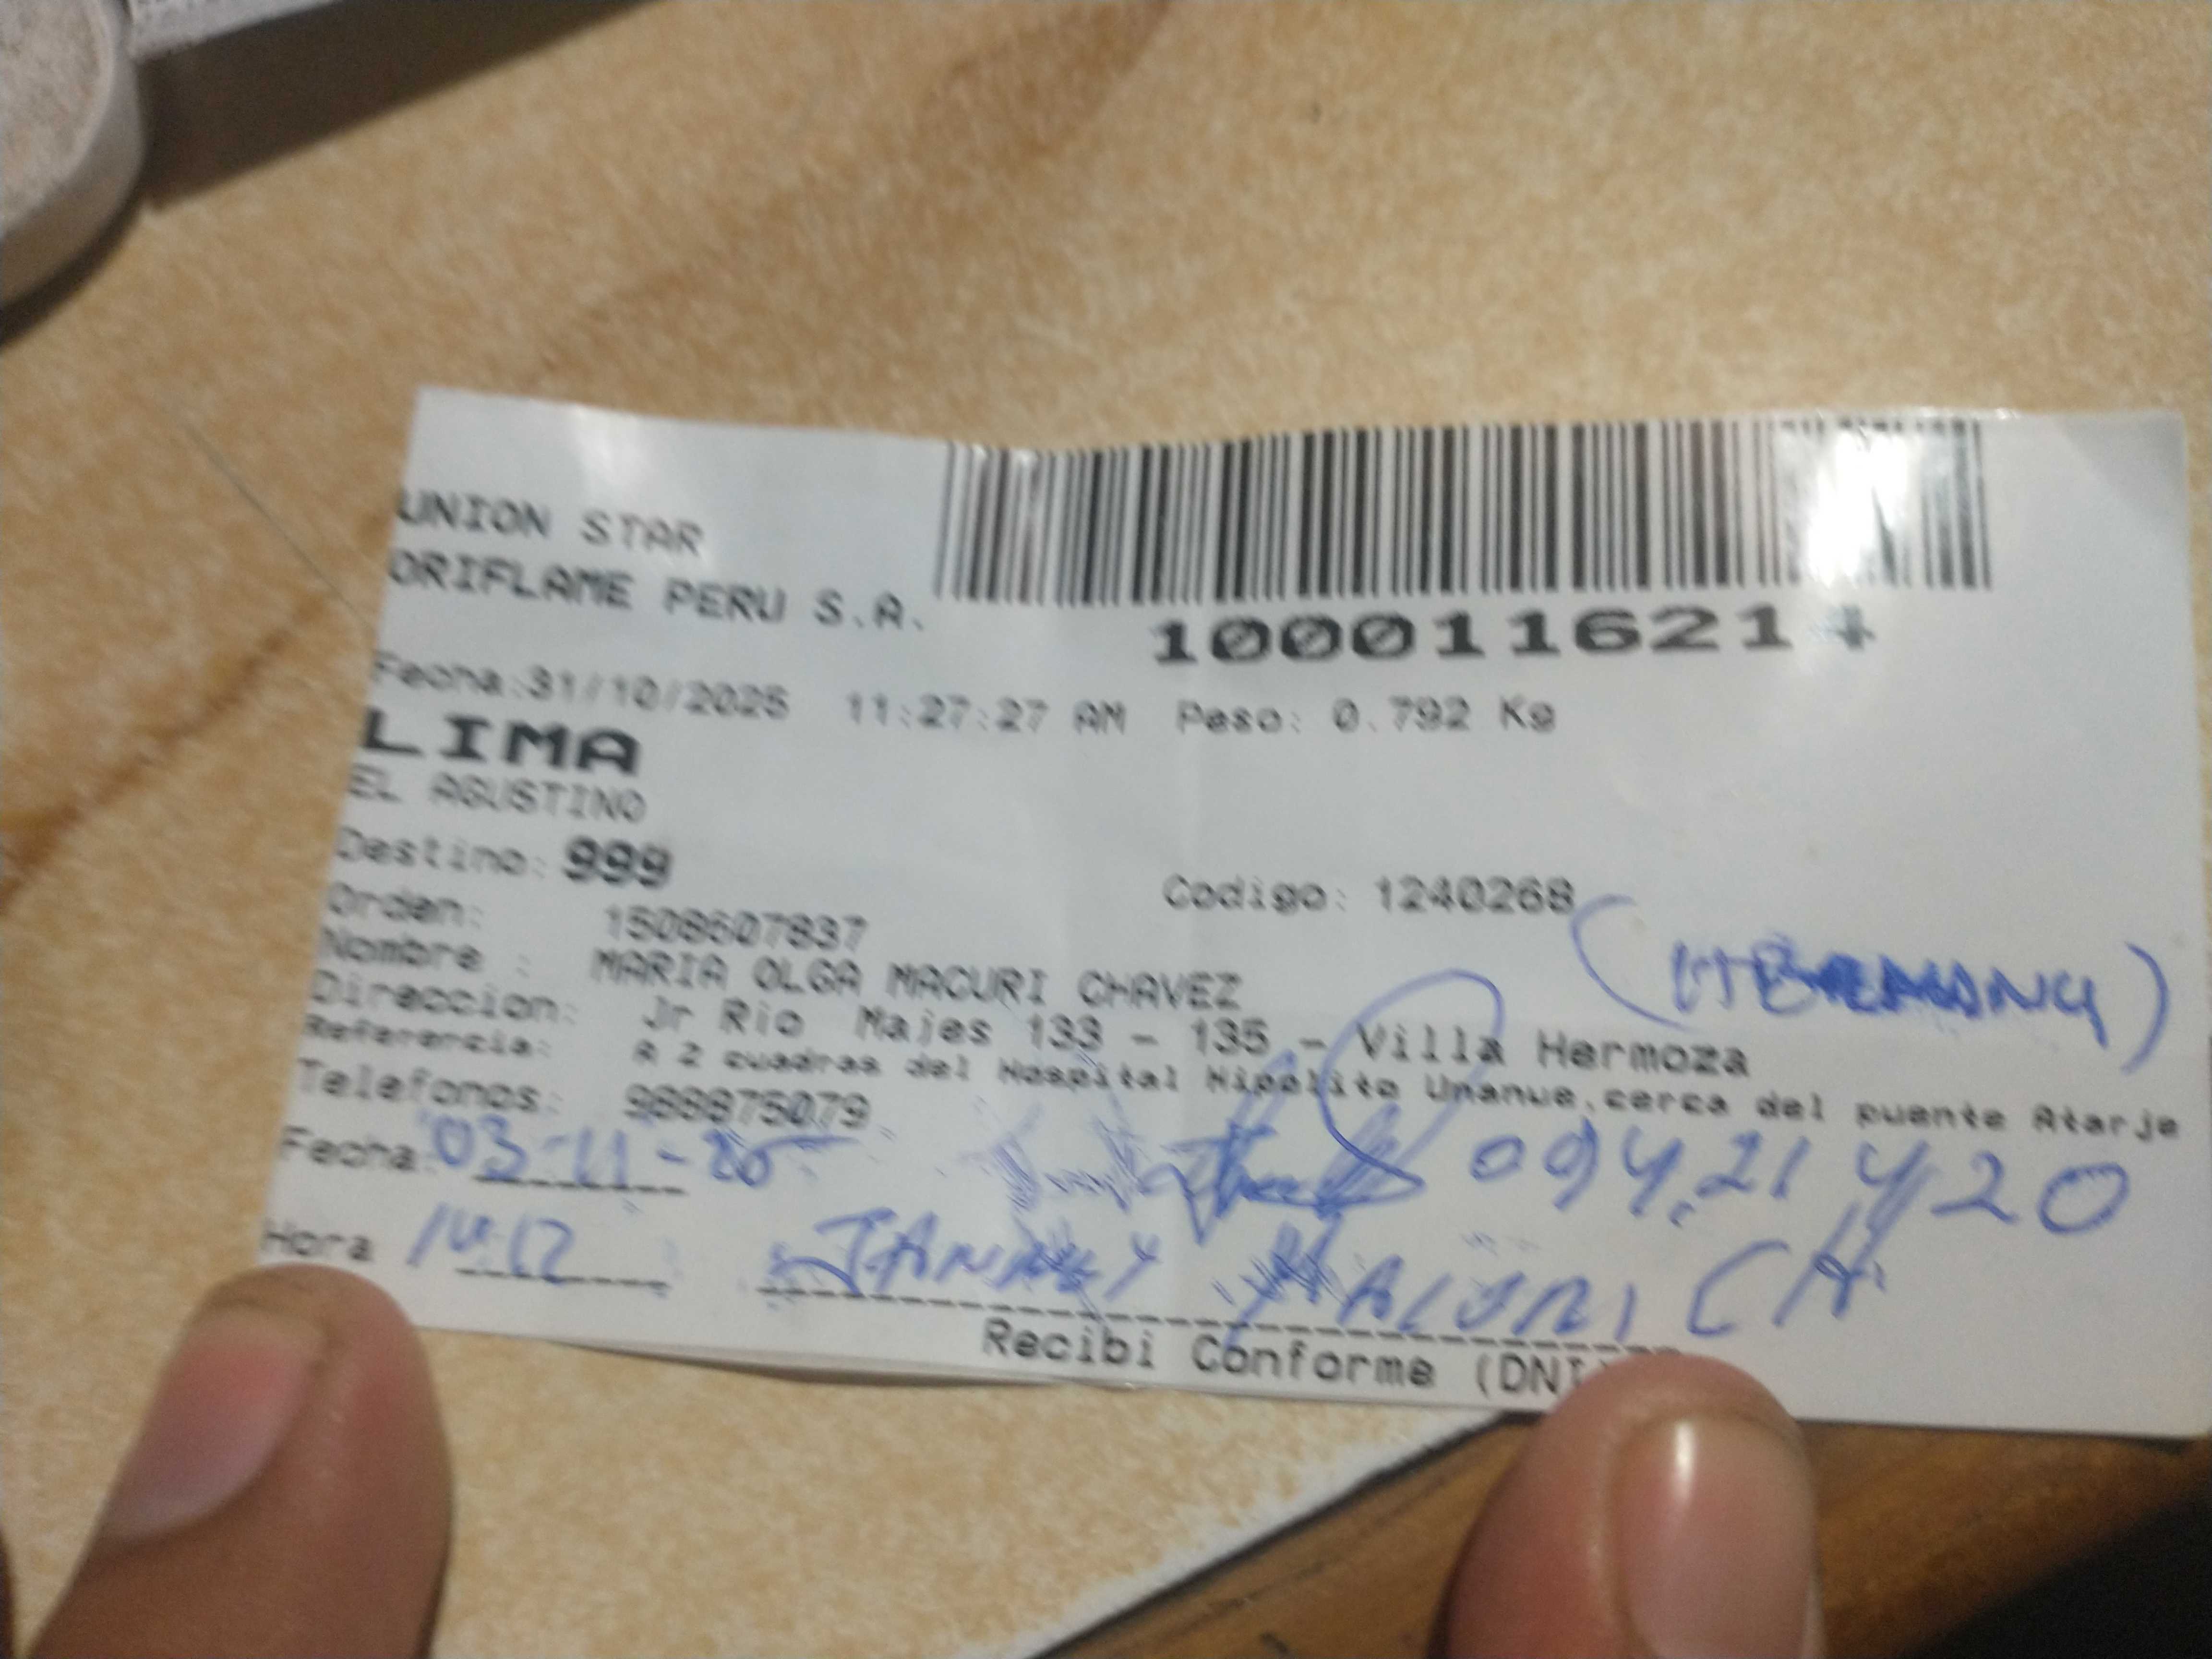 UNION STAR
ORIFLAME PERU S.A.
100011621
Fecha:31/10/2025 11:27:27 AM Peso: 0.792 Kg
LIMA
EL AGUSTINO
Destino: 999
Codigo: 1240268
Orden: 1508607837
Nombre : MARIA OLGA MACURI CHAVEZ
Direccion: Jr Rio Majes 133 - 135 - Villa Hermoza
Referencia: A 2 cuadras del Hospital Hipolito Unanue,cerca del puente Atarje
Telefonos: 988875079
Fecha: 03-11-25
09421420
Hora
MACURI CH.
Recibi Conforme (DNI